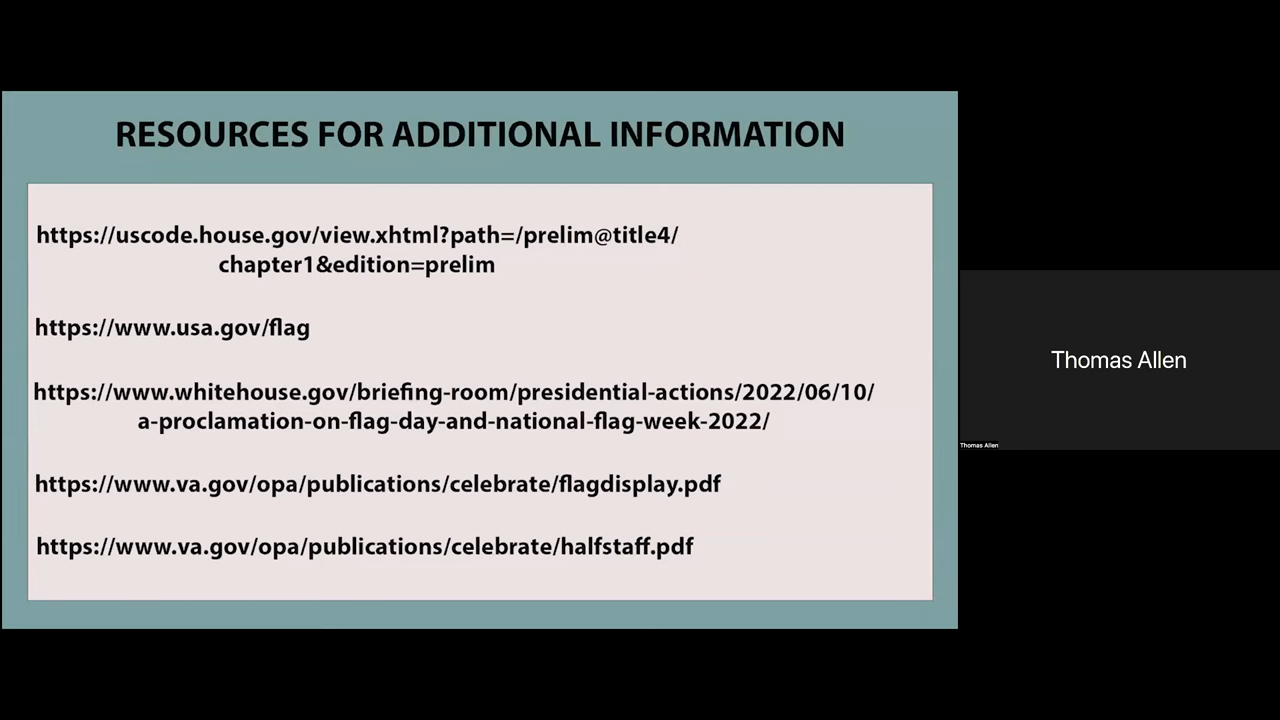 RESOURCES FOR ADDITIONAL INFORMATION
https://uscode.house.gov/view.xhtml?path=/prelim@title4/
chapter1&edition=prelim
https://www.usa.gov/flag
https://www.whitehouse.gov/briefing-room/presidential-actions/2022/06/10/
a-proclamation-on-flag-day-and-national-flag-week-2022/
https://www.va.gov/opa/publications/celebrate/flagdisplay.pdf
https://www.va.gov/opa/publications/celebrate/halfstaff.pdf
Thomas Allen
Thomas Allen